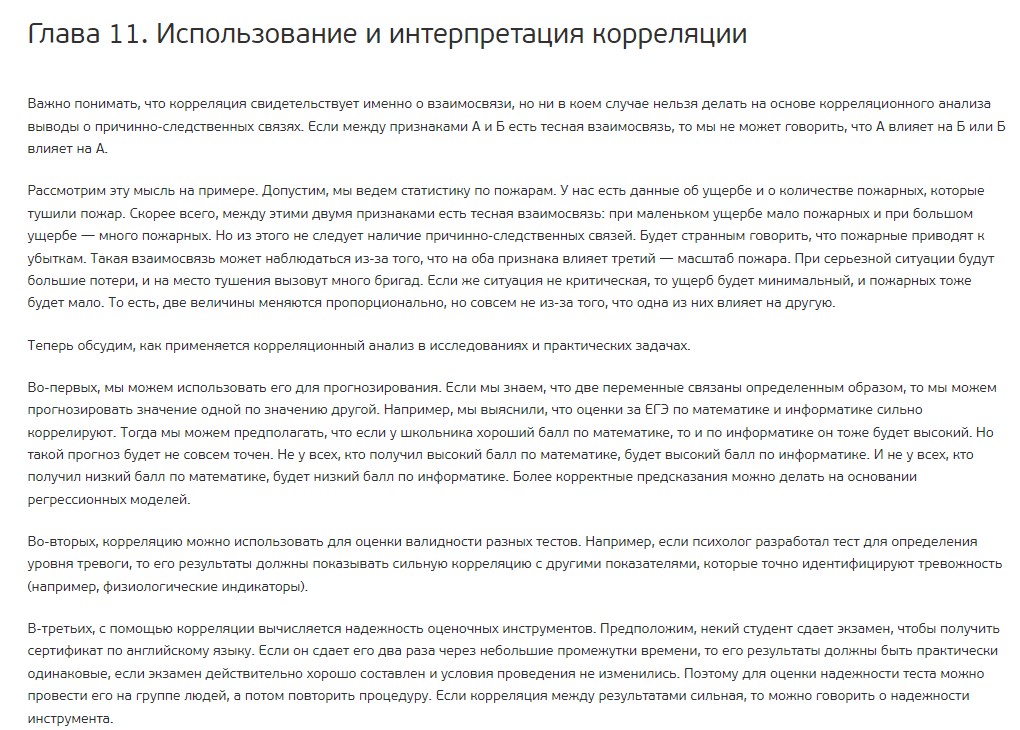 Глава 11. Использование и интерпретация корреляции
Важно понимать, что корреляция свидетельствует именно о взаимосвязи, но ни в коем случае нельзя делать на основе корреляционного анализа
выводы о причинно-следственных связях. Если между признаками А и Б есть тесная взаимосвязь, то мы не может говорить, что А влияет на Б или Б
влияет на А.
Рассмотрим эту мысль на примере. Допустим, мы ведем статистику по пожарам. У нас есть данные об ущербе и о количестве пожарных, которые
тушили пожар. Скорее всего, между этими двумя признаками есть тесная взаимосвязь: при маленьком ущербе мало пожарных и при большом
ущербе — много пожарных. Но из этого не следует наличие причинно-следственных связей. Будет странным говорить, что пожарные приводят к
убыткам. Такая взаимосвязь может наблюдаться из-за того, что на оба признака влияет третий — масштаб пожара. При серьезной ситуации будут
большие потери, и на место тушения вызовут много бригад. Если же ситуация не критическая, то ущерб будет минимальный, и пожарных тоже
будет мало. То есть, две величины меняются пропорционально, но совсем не из-за того, что одна из них влияет на другую.
Теперь обсудим, как применяется корреляционный анализ в исследованиях и практических задачах.
Во-первых, мы можем использовать его для прогнозирования. Если мы знаем, что две переменные связаны определенным образом, то мы можем
прогнозировать значение одной по значению другой. Например, мы выяснили, что оценки за ЕГЭ по математике и информатике сильно
коррелируют. Тогда мы можем предполагать, что если у школьника хороший балл по математике, то и по информатике он тоже будет высокий. Но
такой прогноз будет не совсем точен. Не у всех, кто получил высокий балл по математике, будет высокий балл по информатике. И не у всех, кто
получил низкий балл по математике, будет низкий балл по информатике. Более корректные предсказания можно делать на основании
регрессионных моделей.
Во-вторых, корреляцию можно использовать для оценки валидности разных тестов. Например, если психолог разработал тест для определения
уровня тревоги, то его результаты должны показывать сильную корреляцию с другими показателями, которые точно идентифицируют тревожность
(например, физиологические индикаторы).
В-третьих, с помощью корреляции вычисляется надежность оценочных инструментов. Предположим, некий студент сдает экзамен, чтобы получить
сертификат по английскому языку. Если он сдает его два раза через небольшие промежутки времени, то его результаты должны быть практически
одинаковые, если экзамен действительно хорошо составлен и условия проведения не изменились. Поэтому для оценки надежности теста можно
провести его на группе людей, а потом повторить процедуру. Если корреляция между результатами сильная, то можно говорить о надежности
инструмента.